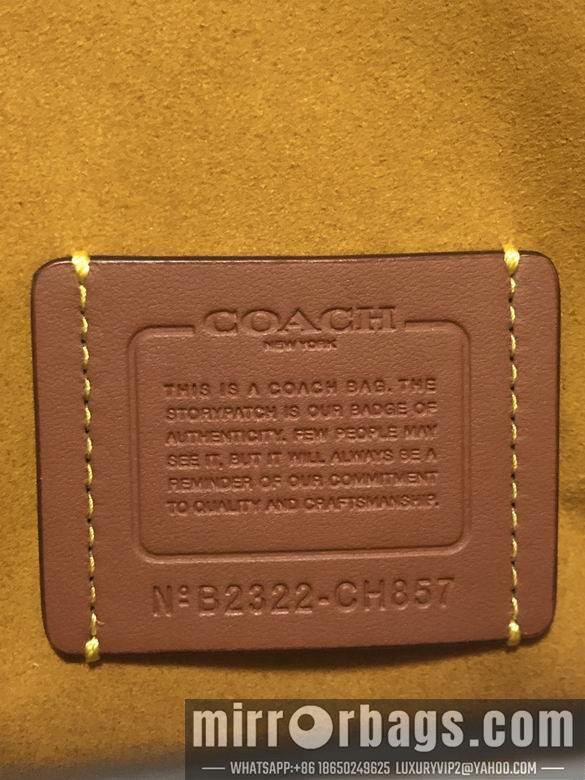 COACH
NEW YORK
THIS IS A COACH BAG. THE
STORYPATCH IS OUR BADGE OF
AUTHENTICITY. FEW PEOPLE MAY
SEE IT, BUT IT WILL ALWAYS BE A
REMINDER OF OUR COMMITMENT
TO QUALITY AND CRAFTSMANSHIP.
Nº B2322-CH857
mirrorbags.com
WHATSAPP:+86 18650249625 LUXURYVIP2@YAHOO.COM